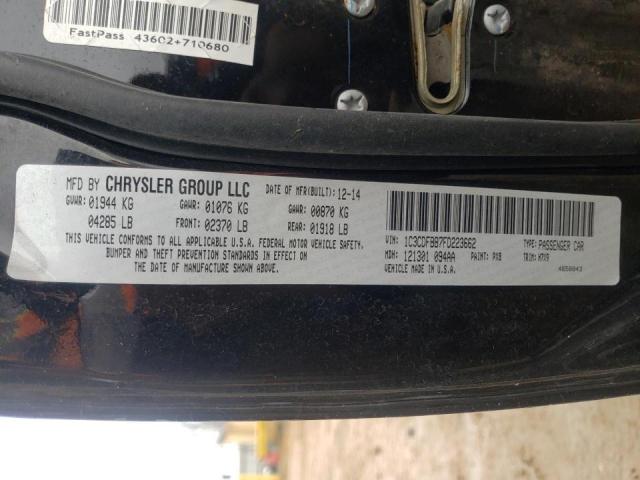 FastPass 43602+710680
MFD BY CHRYSLER GROUP LLC DATE OF MFR(BUILT): 12-14
GVWR: 01944 KG GAWR: 01076 KG GAWR: 00870 KG
04285 LB FRONT: 02370 LB REAR: 01918 LB
THIS VEHICLE CONFORMS TO ALL APPLICABLE U.S.A. FEDERAL MOTOR VEHICLE SAFETY,
BUMPER AND THEFT PREVENTION STANDARDS IN EFFECT ON
THE DATE OF MANUFACTURE SHOWN ABOVE.
VIN: 1C3CDFBB7FD223662 TYPE: PASSENGER CAR
MDH: 121301 094AA PAINT: PX8 TRIM: H7X9
VEHICLE MADE IN U.S.A.